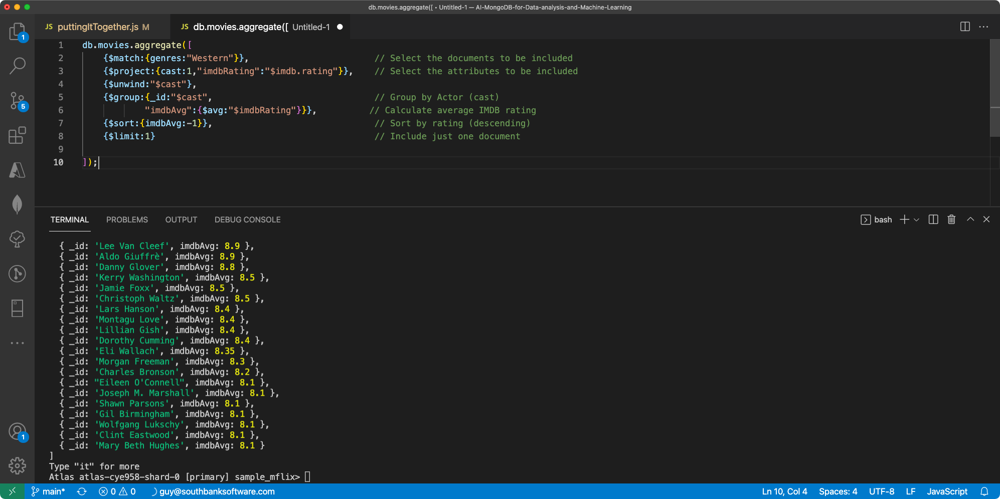 db.movies.aggregate([ • Untitled-1 — AI-MongoDB-for-Data-analysis-and-Machine-Learning
JS puttingItTogether.js M
JS db.movies.aggregate([ Untitled-1
1 db.movies.aggregate([
2 {$match:{genres:"Western"}}, // Select the documents to be included
3 {$project:{cast:1,"imdbRating":"$imdb.rating"}}, // Select the attributes to be included
4 {$unwind:"$cast"},
5 {$group:{_id:"$cast", // Group by Actor (cast)
6 "imdbAvg":{$avg:"$imdbRating"}}}, // Calculate average IMDB rating
7 {$sort:{imdbAvg:-1}}, // Sort by rating (descending)
8 {$limit:1} // Include just one document
9
10 ]);
1
5
1
TERMINAL PROBLEMS OUTPUT DEBUG CONSOLE bash
{ _id: 'Lee Van Cleef', imdbAvg: 8.9 },
{ _id: 'Aldo Giuffrè', imdbAvg: 8.9 },
{ _id: 'Danny Glover', imdbAvg: 8.8 },
{ _id: 'Kerry Washington', imdbAvg: 8.5 },
{ _id: 'Jamie Foxx', imdbAvg: 8.5 },
{ _id: 'Christoph Waltz', imdbAvg: 8.5 },
{ _id: 'Lars Hanson', imdbAvg: 8.4 },
{ _id: 'Montagu Love', imdbAvg: 8.4 },
{ _id: 'Lillian Gish', imdbAvg: 8.4 },
{ _id: 'Dorothy Cumming', imdbAvg: 8.4 },
{ _id: 'Eli Wallach', imdbAvg: 8.35 },
{ _id: 'Morgan Freeman', imdbAvg: 8.3 },
{ _id: 'Charles Bronson', imdbAvg: 8.2 },
{ _id: "Eileen O'Connell", imdbAvg: 8.1 },
{ _id: 'Joseph M. Marshall', imdbAvg: 8.1 },
{ _id: 'Shawn Parsons', imdbAvg: 8.1 },
{ _id: 'Gil Birmingham', imdbAvg: 8.1 },
{ _id: 'Wolfgang Lukschy', imdbAvg: 8.1 },
{ _id: 'Clint Eastwood', imdbAvg: 8.1 },
{ _id: 'Mary Beth Hughes', imdbAvg: 8.1 }
]
Type "it" for more
Atlas atlas-cye958-shard-0 [primary] sample_mflix>
main* 0 0 guy@southbanksoftware.com Ln 10, Col 4 Spaces: 4 UTF-8 LF JavaScript